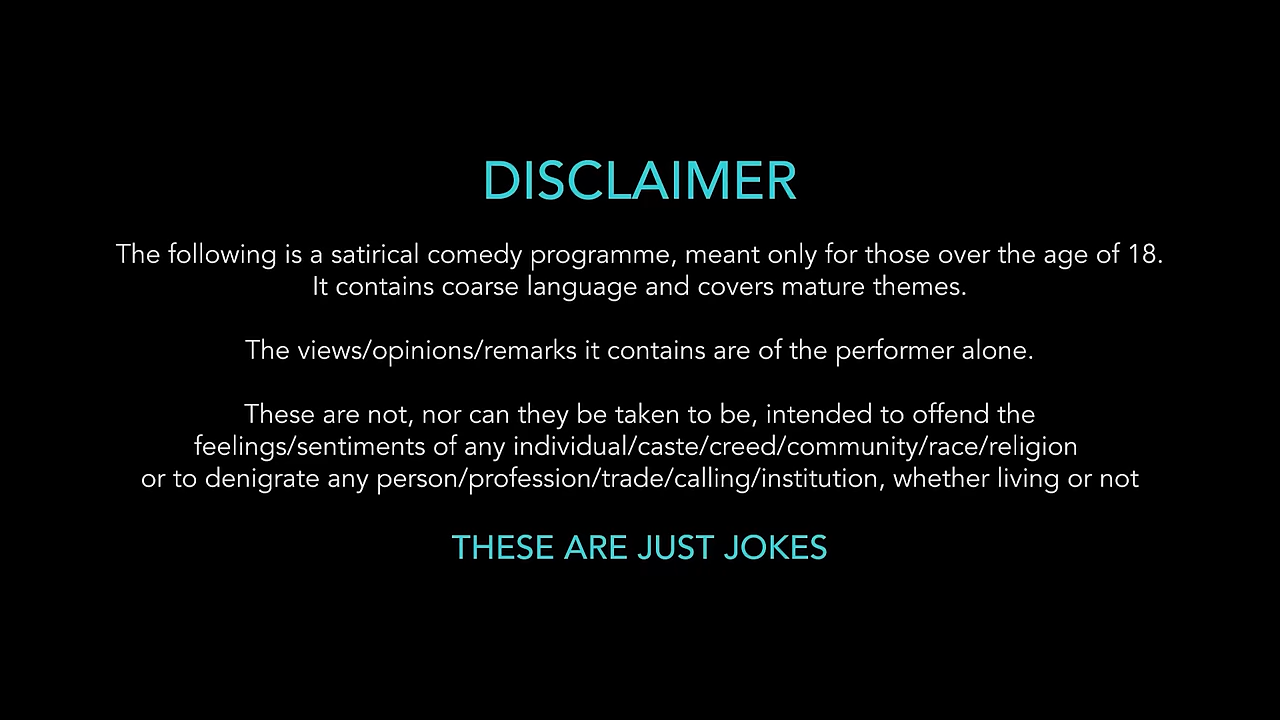 DISCLAIMER
The following is a satirical comedy programme, meant only for those over the age of 18.
It contains coarse language and covers mature themes.
The views/opinions/remarks it contains are of the performer alone.
These are not, nor can they be taken to be, intended to offend the
feelings/sentiments of any individual/caste/creed/community/race/religion
or to denigrate any person/profession/trade/calling/institution, whether living or not
THESE ARE JUST JOKES